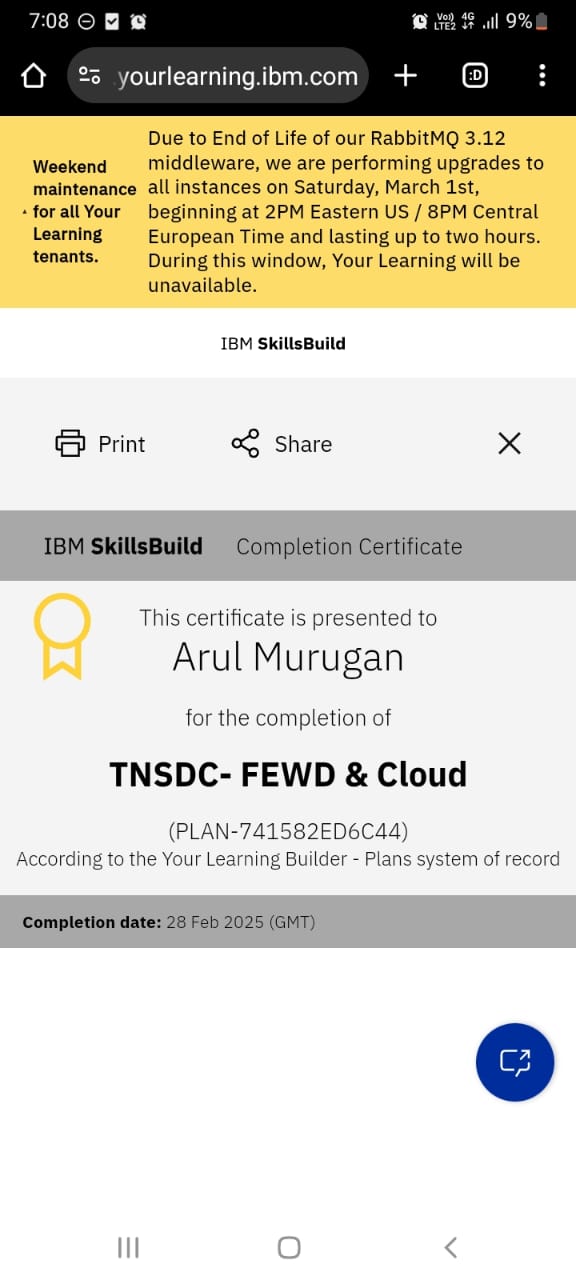 7:08
Vo)) 4G
LTE2
9%
yourlearning.ibm.com
:D
Weekend
maintenance
for all Your
Learning
tenants.
Due to End of Life of our RabbitMQ 3.12
middleware, we are performing upgrades to
all instances on Saturday, March 1st,
beginning at 2PM Eastern US / 8PM Central
European Time and lasting up to two hours.
During this window, Your Learning will be
unavailable.
IBM SkillsBuild
Print Share
IBM SkillsBuild Completion Certificate
This certificate is presented to
Arul Murugan
for the completion of
TNSDC- FEWD & Cloud
(PLAN-741582ED6C44)
According to the Your Learning Builder - Plans system of record
Completion date: 28 Feb 2025 (GMT)